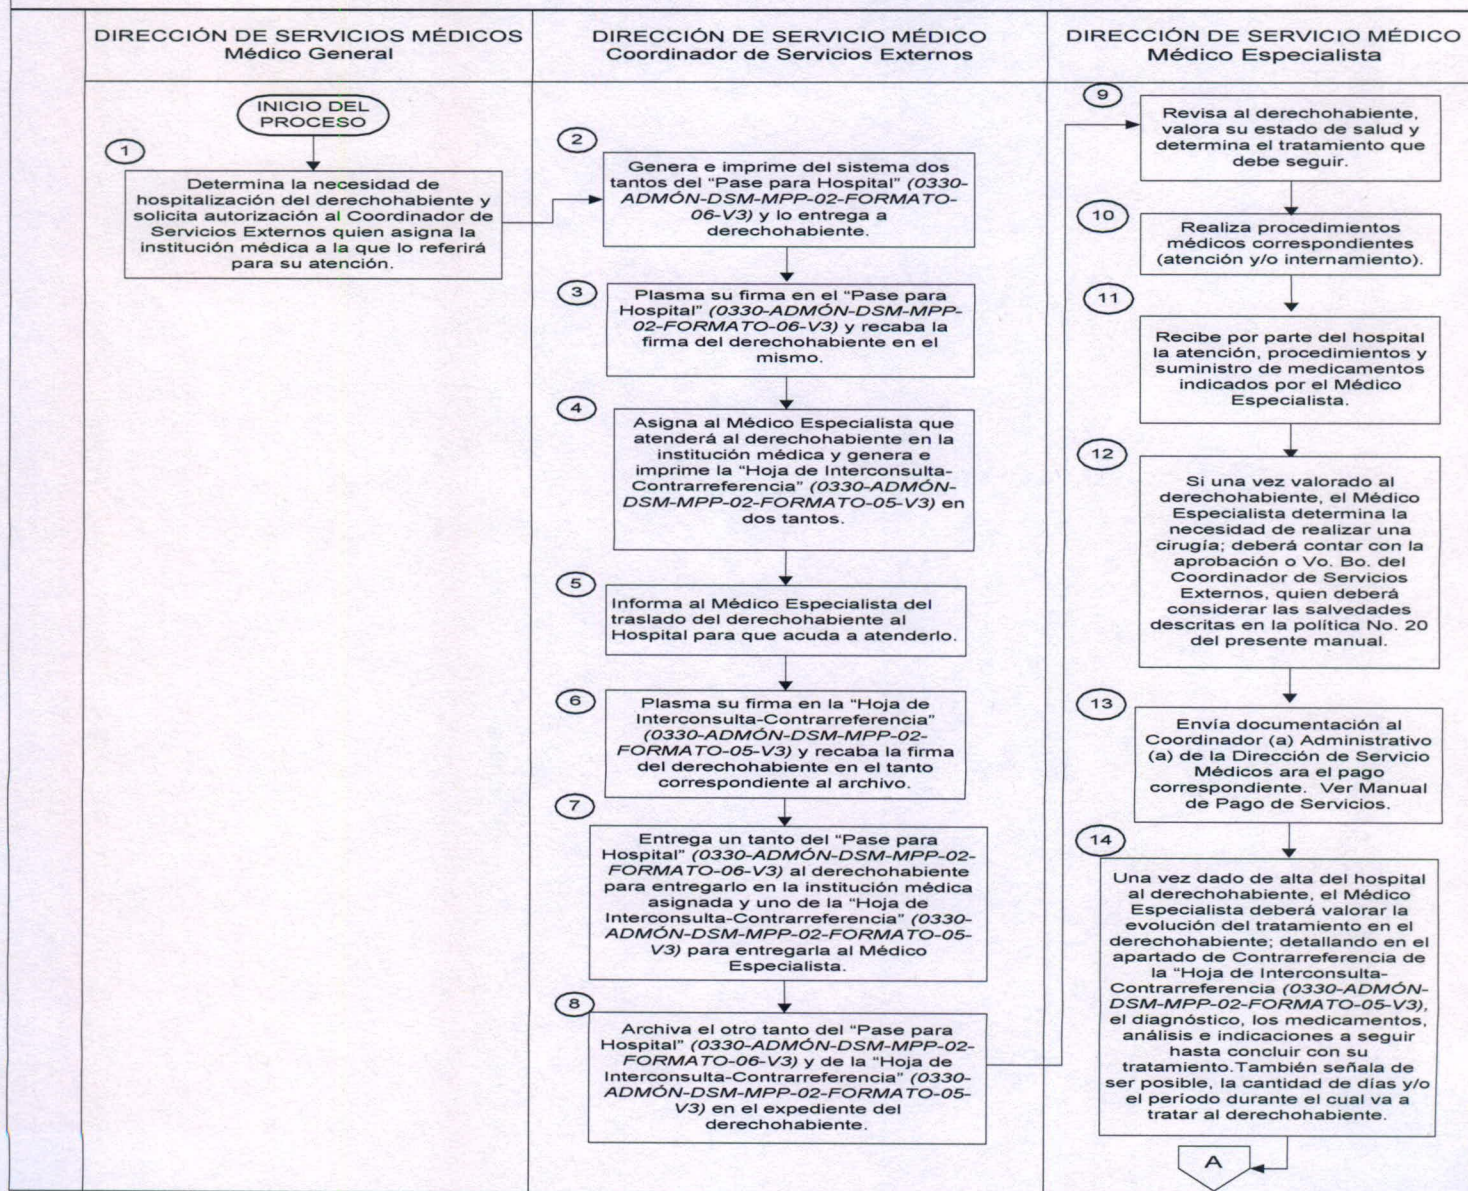 DIRECCIÓN DE SERVICIOS MÉDICOS
Médico General
INICIO DEL
PROCESO
1
Determina la necesidad de
hospitalización del derechohabiente y
solicita autorización al Coordinador de
Servicios Externos quien asigna la
institución médica a la que lo referirá
para su atención.
DIRECCIÓN DE SERVICIO MÉDICO
Coordinador de Servicios Externos
2
Genera e imprime del sistema dos
tantos del “Pase para Hospital” (0330-
ADMÓN-DSM-MPP-02-FORMATO-
06-V3) y lo entrega a
derechohabiente.
3
Plasma su firma en el “Pase para
Hospital” (0330-ADMÓN-DSM-MPP-
02-FORMATO-06-V3) y recaba la
firma del derechohabiente en el
mismo.
4
Asigna al Médico Especialista que
atenderá al derechohabiente en la
institución médica y genera e
imprime la “Hoja de Interconsulta-
Contrarreferencia” (0330-ADMÓN-
DSM-MPP-02-FORMATO-05-V3) en
dos tantos.
5
Informa al Médico Especialista del
traslado del derechohabiente al
Hospital para que acuda a atenderlo.
6
Plasma su firma en la “Hoja de
Interconsulta-Contrarreferencia”
(0330-ADMÓN-DSM-MPP-02-
FORMATO-05-V3) y recaba la firma
del derechohabiente en el tanto
correspondiente al archivo.
7
Entrega un tanto del “Pase para
Hospital” (0330-ADMÓN-DSM-MPP-02-
FORMATO-06-V3) al derechohabiente
para entregarlo en la institución médica
asignada y uno de la “Hoja de
Interconsulta-Contrarreferencia” (0330-
ADMÓN-DSM-MPP-02-FORMATO-05-
V3) para entregarla al Médico
Especialista.
8
Archiva el otro tanto del “Pase para
Hospital” (0330-ADMÓN-DSM-MPP-02-
FORMATO-06-V3) y de la “Hoja de
Interconsulta-Contrarreferencia” (0330-
ADMÓN-DSM-MPP-02-FORMATO-05-
V3) en el expediente del
derechohabiente.
DIRECCIÓN DE SERVICIO MÉDICO
Médico Especialista
9
Revisa al derechohabiente,
valora su estado de salud y
determina el tratamiento que
debe seguir.
10
Realiza procedimientos
médicos correspondientes
(atención y/o internamiento).
11
Recibe por parte del hospital
la atención, procedimientos y
suministro de medicamentos
indicados por el Médico
Especialista.
12
Si una vez valorado al
derechohabiente, el Médico
Especialista determina la
necesidad de realizar una
cirugía; deberá contar con la
aprobación o Vo. Bo. del
Coordinador de Servicios
Externos, quien deberá
considerar las salvedades
descritas en la política No. 20
del presente manual.
13
Envía documentación al
Coordinador (a) Administrativo
(a) de la Dirección de Servicio
Médicos ara el pago
correspondiente. Ver Manual
de Pago de Servicios.
14
Una vez dado de alta del hospital
al derechohabiente, el Médico
Especialista deberá valorar la
evolución del tratamiento en el
derechohabiente; detallando en el
apartado de Contrarreferencia de
la “Hoja de Interconsulta-
Contrarreferencia (0330-ADMÓN-
DSM-MPP-02-FORMATO-05-V3),
el diagnóstico, los medicamentos,
análisis e indicaciones a seguir
hasta concluir con su
tratamiento.También señala de
ser posible, la cantidad de días y/o
el período durante el cual va a
tratar al derechohabiente.
A